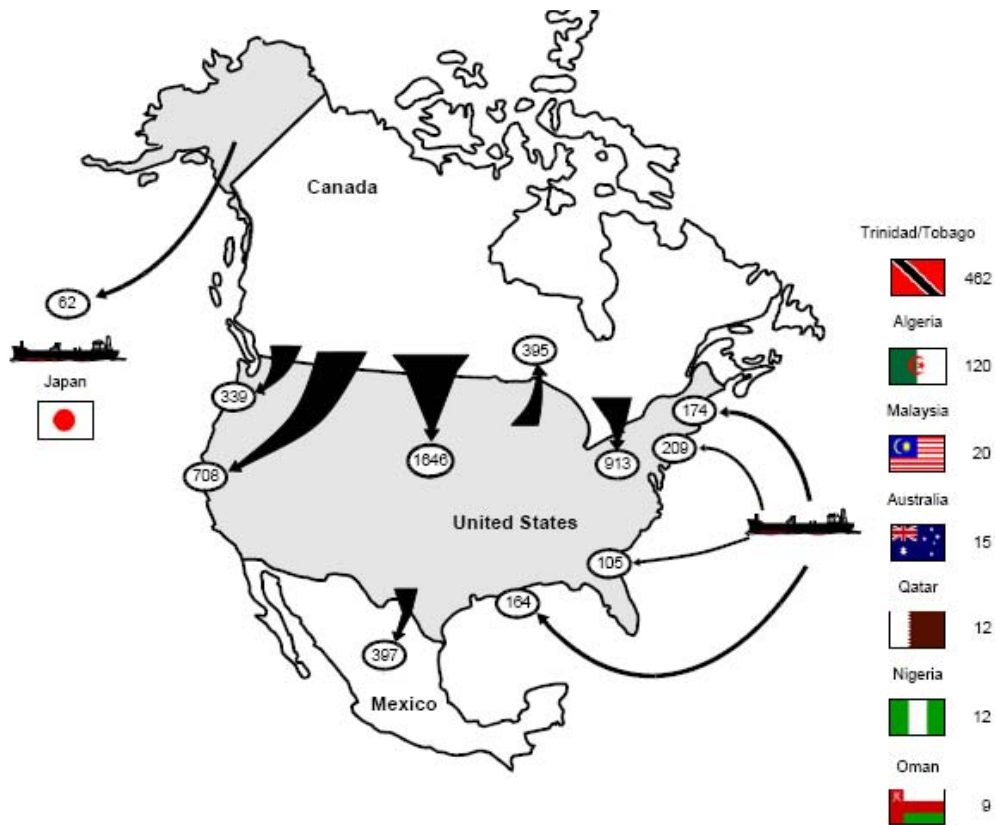 Canada
Trinidad/Tobago
462
62
Algeria
395
120
Japan
339
174
Malaysia
209
20
708
1646
913
Australia
United States
15
105
Qatar
164
12
397
Nigeria
Mexico
12
Oman
9